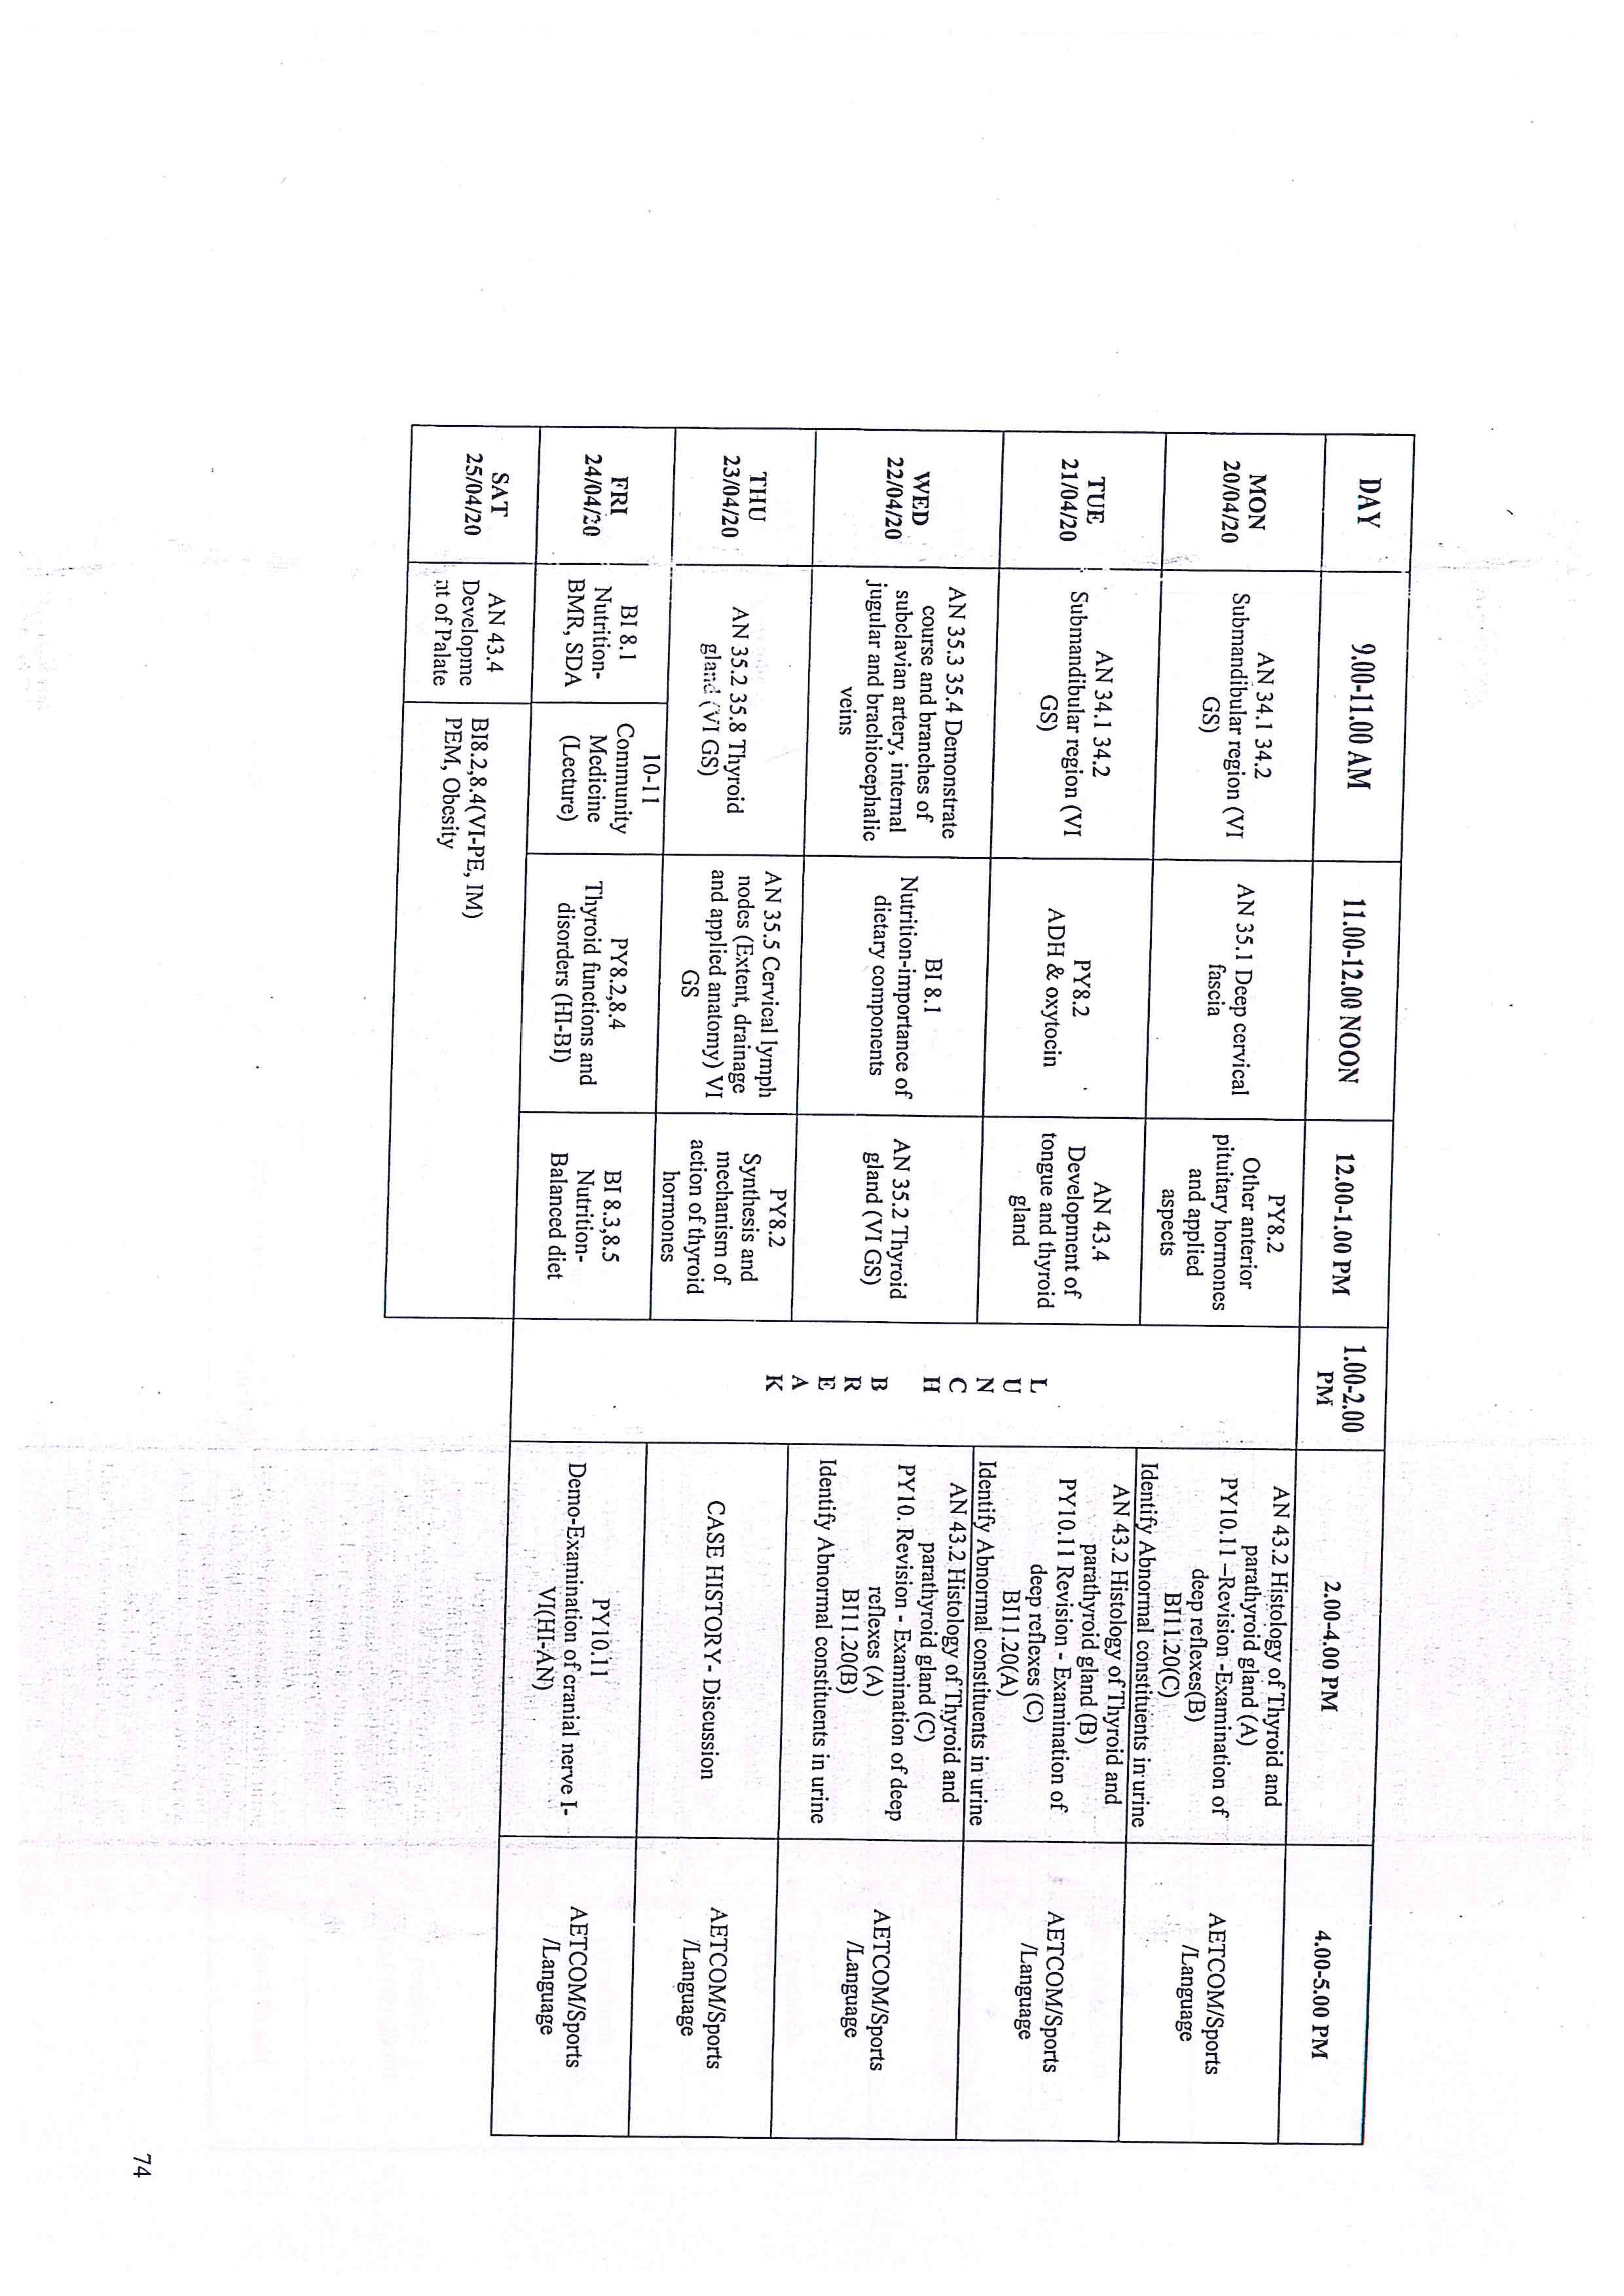 DAY
9.00-11.00 AM
11.00-12.00 NOON
12.00-1.00 PM
1.00-2.00
PM
2.00-4.00 PM
4.00-5.00 PM
MON
20/04/20
AN 34.1 34.2
Submandibular region (VI
GS)
AN 35.1 Deep cervical
fascia
PY8.2
Other anterior
pituitary hormones
and applied
aspects
L
U
N
C
H
B
R
E
A
K
AN 43.2 Histology of Thyroid and
parathyroid gland (A)
PY10.11 –Revision -Examination of
deep reflexes(B)
BI11.20(C)
Identify Abnormal constituents in urine
AETCOM/Sports
/Language
TUE
21/04/20
AN 34.1 34.2
Submandibular region (VI
GS)
PY8.2
ADH & oxytocin
AN 43.4
Development of
tongue and thyroid
gland
AN 43.2 Histology of Thyroid and
parathyroid gland (B)
PY10.11 Revision - Examination of
deep reflexes (C)
BI11.20(A)
Identify Abnormal constituents in urine
AETCOM/Sports
/Language
WED
22/04/20
AN 35.3 35.4 Demonstrate
course and branches of
subclavian artery, internal
jugular and brachiocephalic
veins
BI 8.1
Nutrition-importance of
dietary components
AN 35.2 Thyroid
gland (VI GS)
AN 43.2 Histology of Thyroid and
parathyroid gland (C)
PY10. Revision - Examination of deep
reflexes (A)
BI11.20(B)
Identify Abnormal constituents in urine
AETCOM/Sports
/Language
THU
23/04/20
AN 35.2 35.8 Thyroid
gland (VI GS)
AN 35.5 Cervical lymph
nodes (Extent, drainage
and applied anatomy) VI
GS
PY8.2
Synthesis and
mechanism of
action of thyroid
hormones
CASE HISTORY- Discussion
AETCOM/Sports
/Language
FRI
24/04/20
BI 8.1
Nutrition-
BMR, SDA
10-11
Community
Medicine
(Lecture)
PY8.2,8.4
Thyroid functions and
disorders (HI-BI)
BI 8.3,8.5
Nutrition-
Balanced diet
PY10.11
Demo-Examination of cranial nerve I-
VI(HI-AN)
AETCOM/Sports
/Language
SAT
25/04/20
AN 43.4
Developme
nt of Palate
BI8.2,8.4(VI-PE, IM)
PEM, Obesity
74